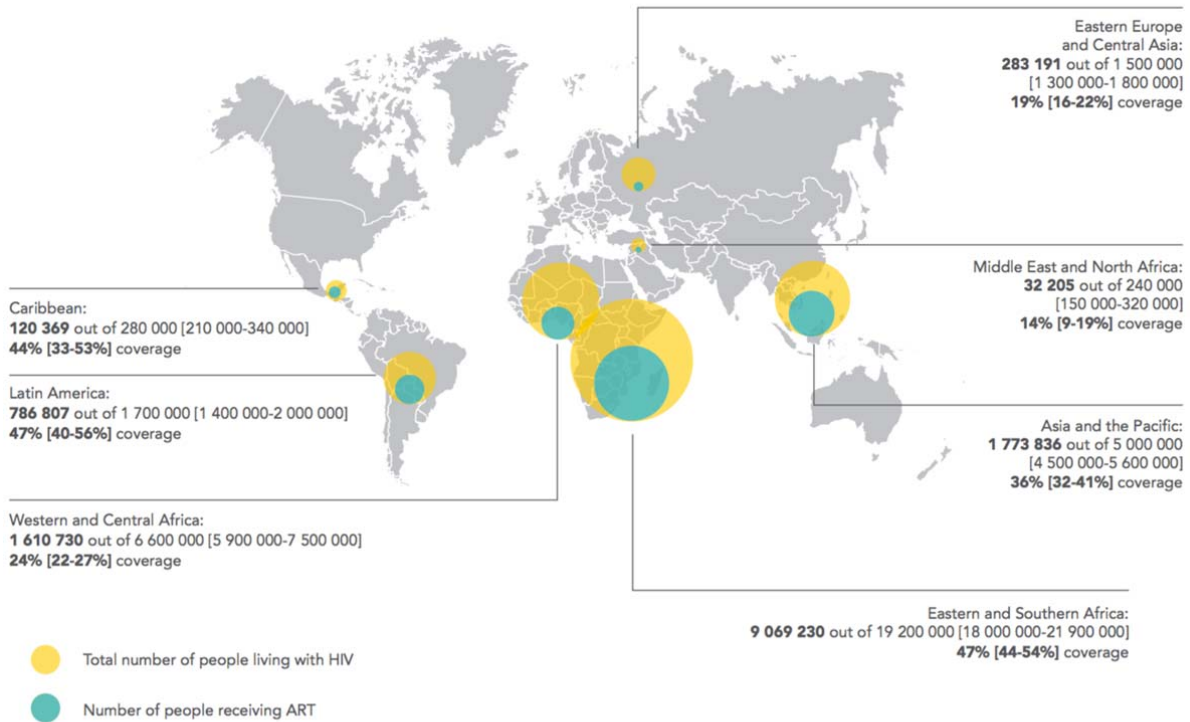 Eastern Europe
and Central Asia:
283 191 out of 1 500 000
[1 300 000-1 800 000]
19% [16-22%] coverage
Middle East and North Africa:
32 205 out of 240 000
[150 000-320 000]
14% [9-19%] coverage
Caribbean:
120 369 out of 280 000 [210 000-340 000]
44% [33-53%] coverage
Latin America:
786 807 out of 1 700 000 [1 400 000-2 000 000]
47% [40-56%] coverage
Asia and the Pacific:
1 773 836 out of 5 000 000
[4 500 000-5 600 000]
36% [32-41%] coverage
Western and Central Africa:
1 610 730 out of 6 600 000 [5 900 000-7 500 000]
24% [22-27%] coverage
Eastern and Southern Africa:
9 069 230 out of 19 200 000 [18 000 000-21 900 000]
47% [44-54%] coverage
Total number of people living with HIV
Number of people receiving ART